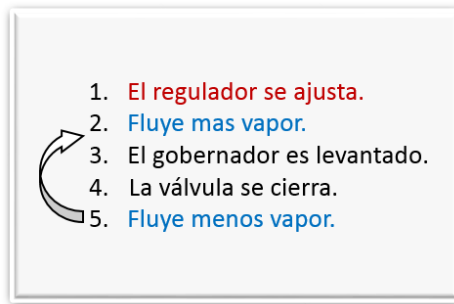 1. El regulador se ajusta.
2. Fluye mas vapor.
3. El gobernador es levantado.
4. La válvula se cierra.
5. Fluye menos vapor.